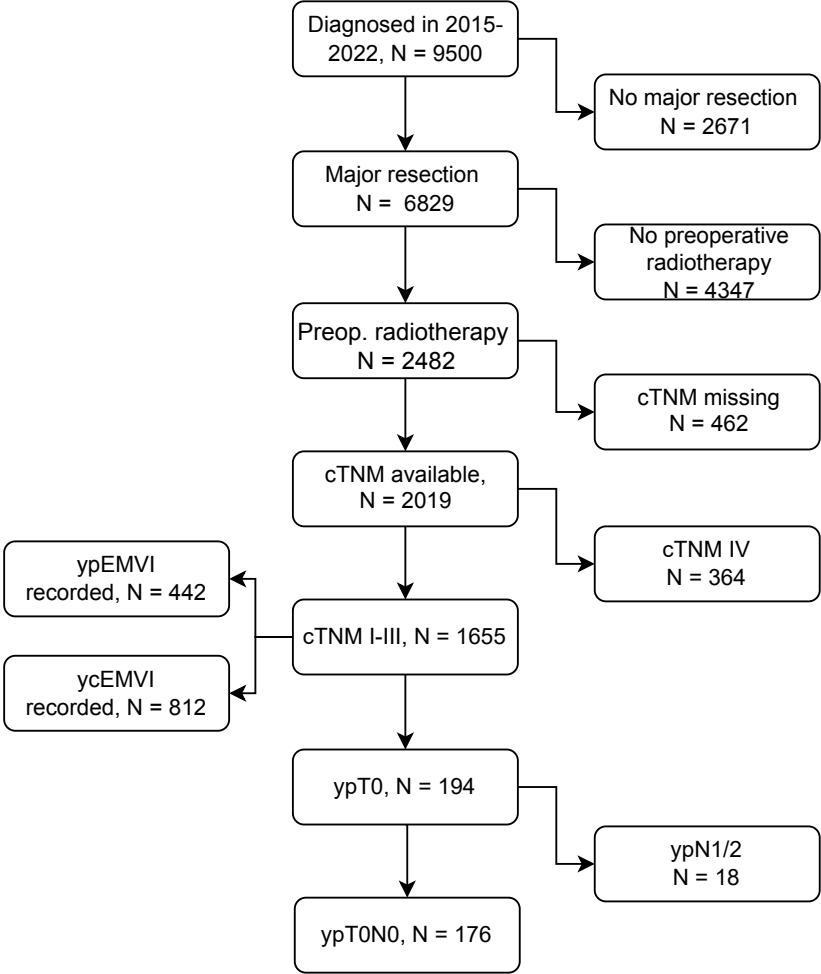 Diagnosed in 2015-
2022, N = 9500
No major resection
N = 2671
Major resection
N =  6829
No preoperative
radiotherapy
N = 4347
Preop. radiotherapy
N = 2482
cTNM missing
N = 462
cTNM available,
N = 2019
cTNM IV
N = 364
ypEMVI
recorded, N = 442
cTNM I-III, N = 1655
ycEMVI
recorded, N = 812
ypT0, N = 194
ypN1/2
N = 18
ypT0N0, N = 176